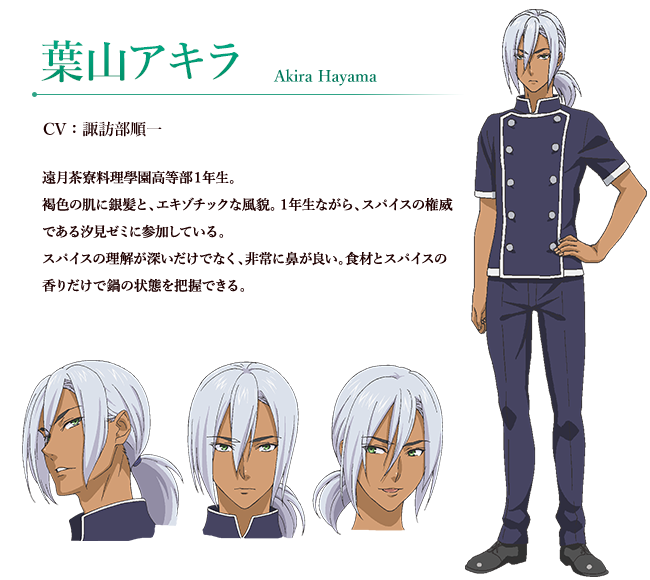 葉山アキラ Akira Hayama
CV：諏訪部順一
遠月茶寮料理學園高等部1年生。
褐色の肌に銀髪と、エキゾチックな風貌。1年生ながら、スパイスの権威
である汐見ゼミに参加している。
スパイスの理解が深いだけでなく、非常に鼻が良い。食材とスパイスの
香りだけで鍋の状態を把握できる。